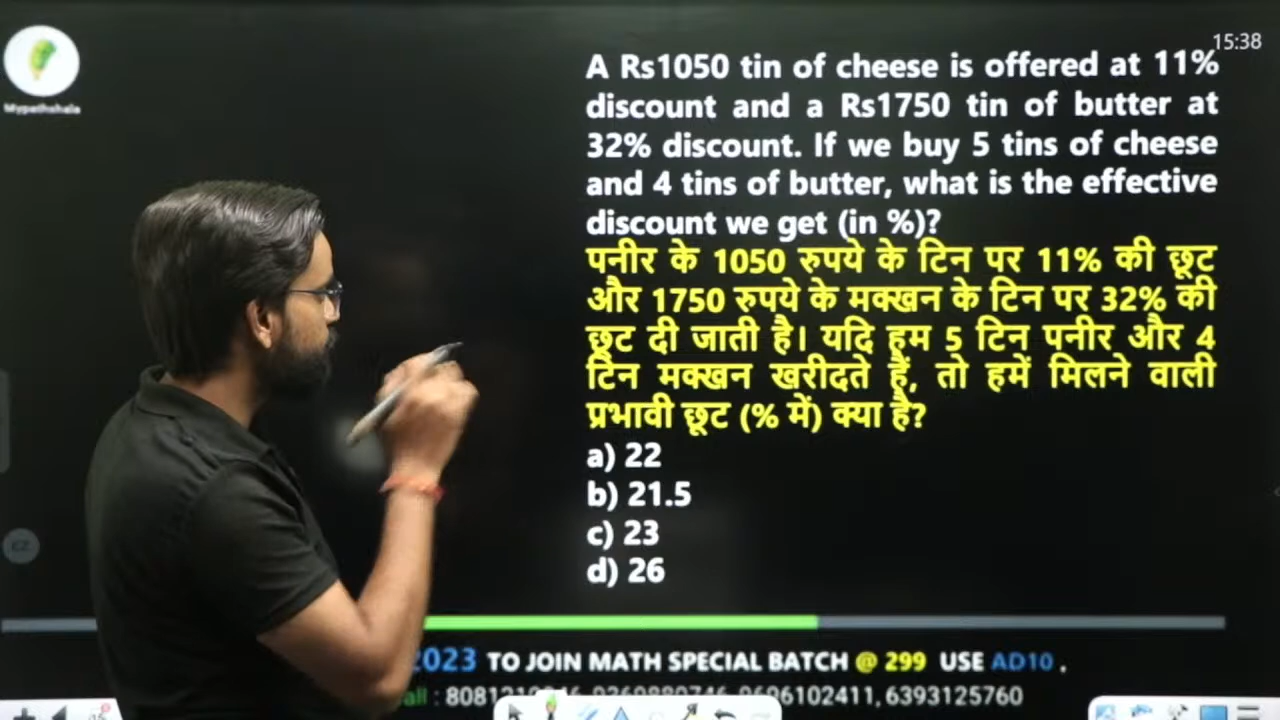 15:38
Mypathshala
A Rs1050 tin of cheese is offered at 11%
discount and a Rs1750 tin of butter at
32% discount. If we buy 5 tins of cheese
and 4 tins of butter, what is the effective
discount we get (in %)?
पनीर के 1050 रुपये के टिन पर 11% की छूट
और 1750 रुपये के मक्खन के टिन पर 32% की
छूट दी जाती है। यदि हम 5 टिन पनीर और 4
टिन मक्खन खरीदते हैं, तो हमें मिलने वाली
प्रभावी छूट (% में) क्या है?
a) 22
b) 21.5
c) 23
d) 26
2023 TO JOIN MATH SPECIAL BATCH @ 299 USE AD10 .
6393125760